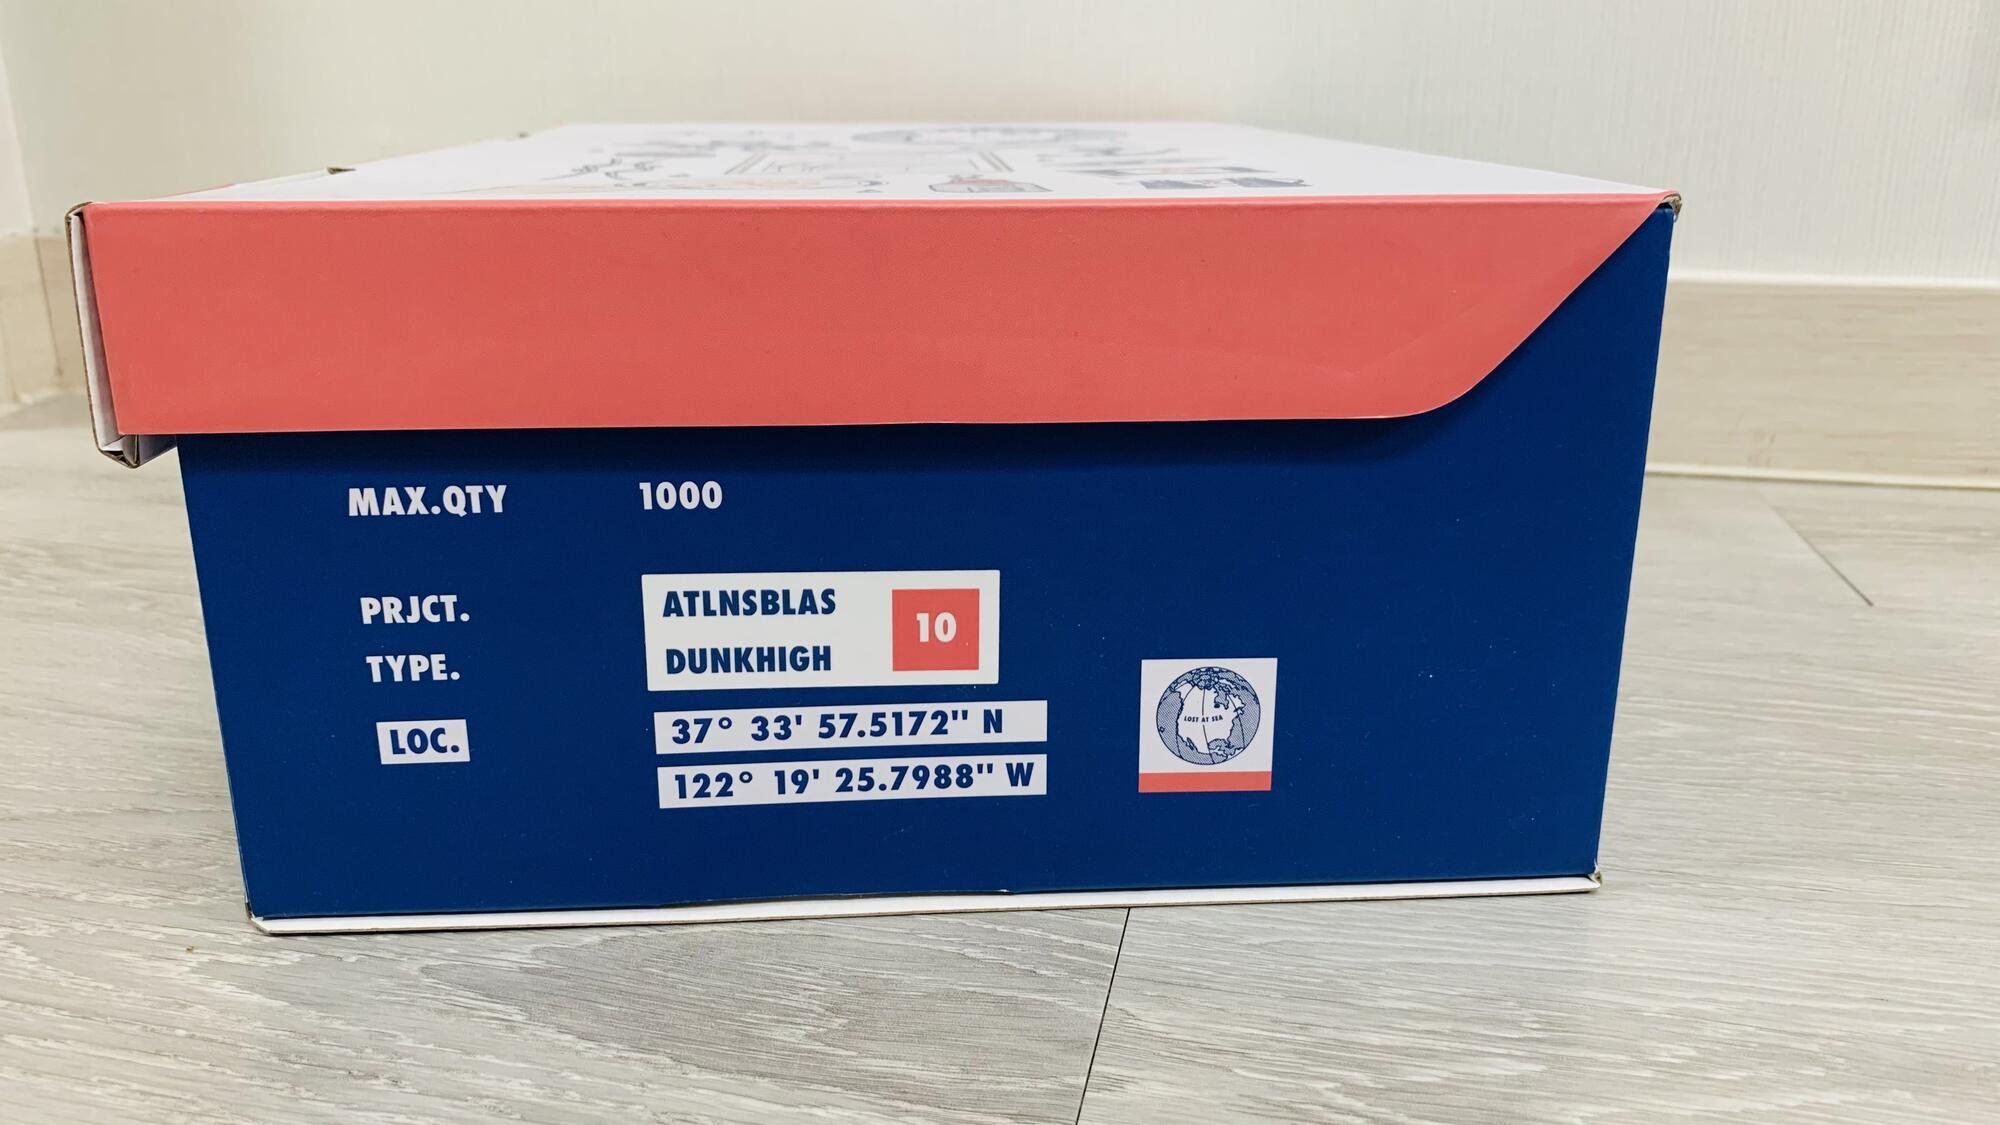 MAX.QTY 1000
PRJCT. ATLNSBLAS 10
TYPE. DUNKHIGH
LOC. 37° 33' 57.5172'' N
122° 19' 25.7988'' W
LOST AT SEA